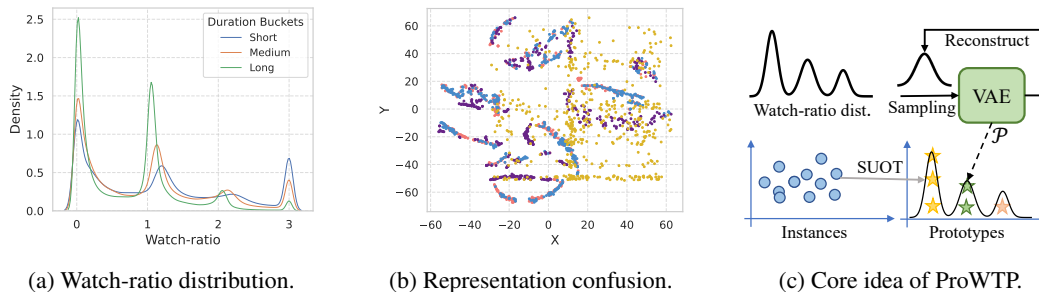 2.5
2.0
1.5
1.0
0.5
0.0
Density
Duration Buckets
Short
Medium
Long
0 1 2 3
Watch-ratio
(a) Watch-ratio distribution.
60
40
20
0
−20
−40
−60
Y
−60 −40 −20 0 20 40 60
X
(b) Representation confusion.
Reconstruct
Watch-ratio dist.
Sampling
VAE
𝒫
SUOT
Instances
Prototypes
(c) Core idea of ProWTP.